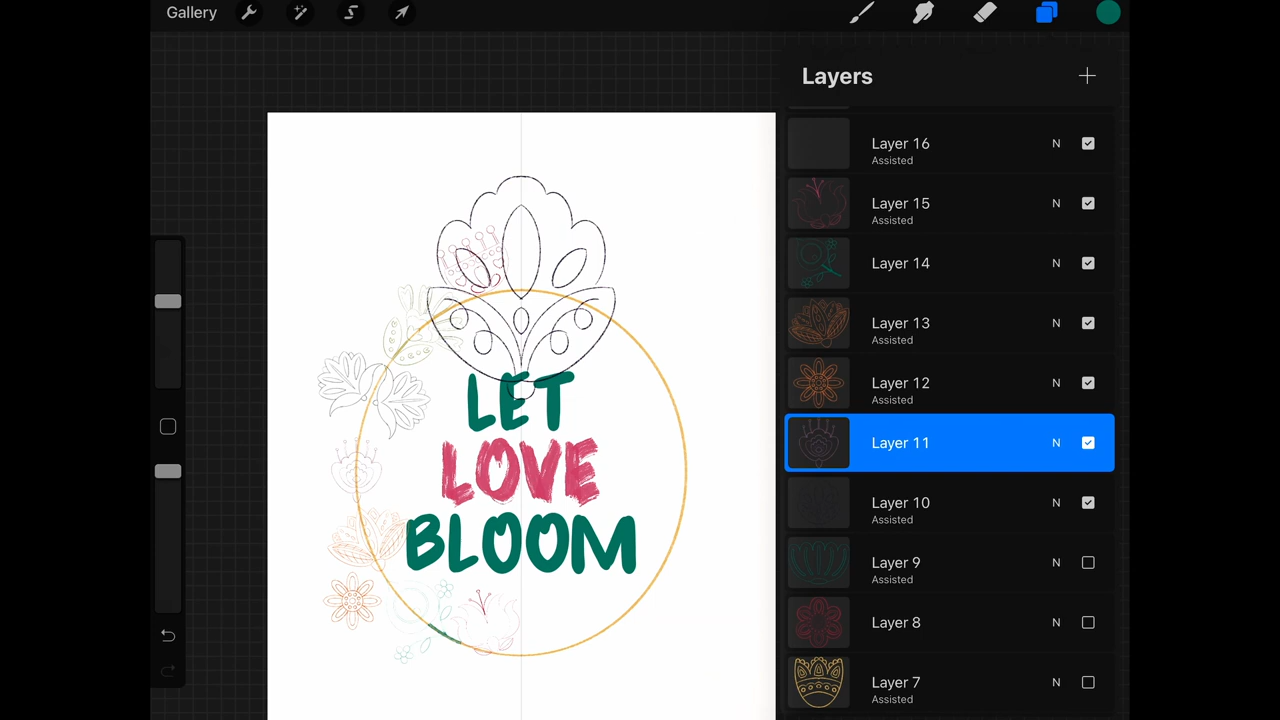 Gallery
Layers
Layer 16
N
Assisted
Layer 15
N
Assisted
Layer 14
N
Layer 13
N
Assisted
Layer 12
N
Assisted
Layer 11
N
Layer 10
N
Assisted
Layer 9
N
Assisted
Layer 8
N
Layer 7
N
Assisted
LET
LOVE
BLOOM